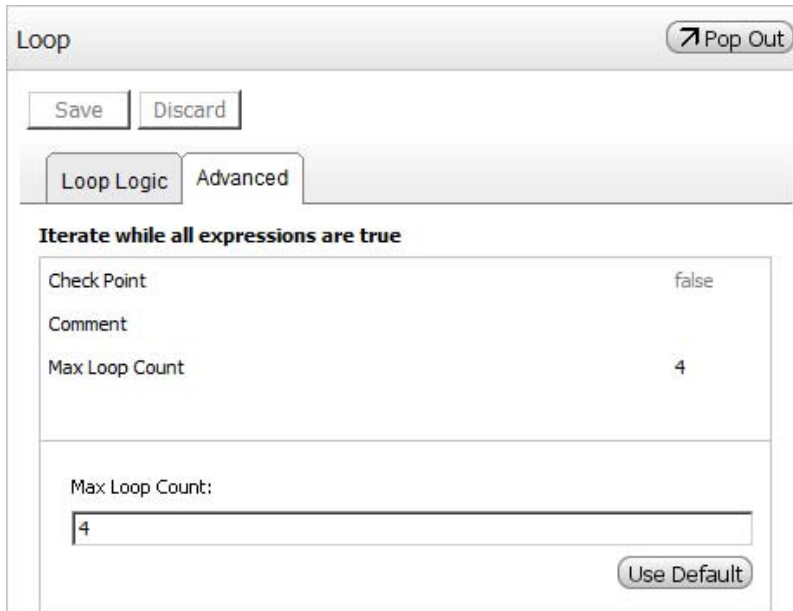 Loop Pop Out
Save Discard
Loop Logic Advanced
Iterate while all expressions are true
Check Point false
Comment
Max Loop Count 4
Max Loop Count:
4
Use Default